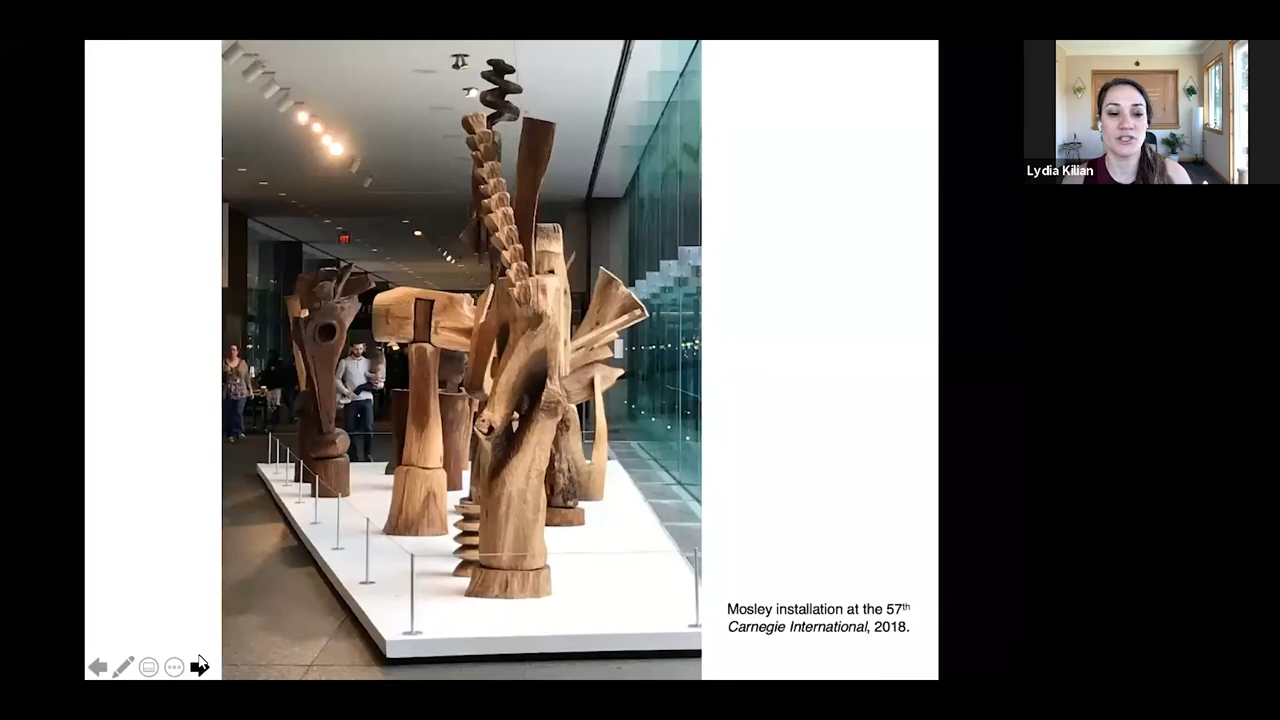 Lydia Kilian
Mosley installation at the 57th
Carnegie International, 2018.